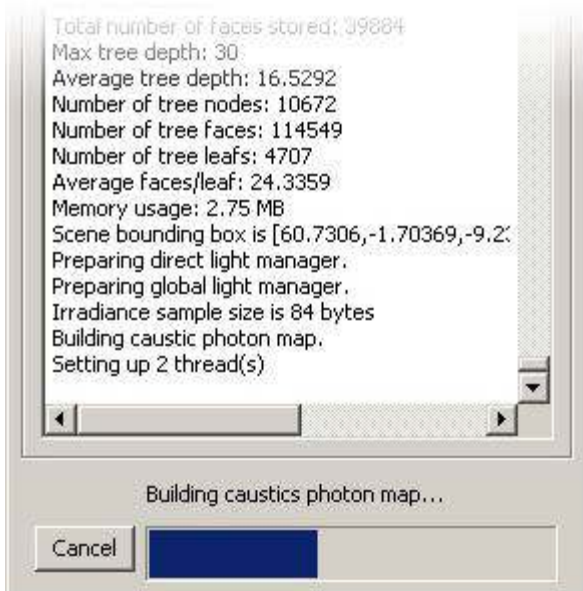 Total number of faces stored: 39884
Max tree depth: 30
Average tree depth: 16.5292
Number of tree nodes: 10672
Number of tree faces: 114549
Number of tree leafs: 4707
Average faces/leaf: 24.3359
Memory usage: 2.75 MB
Scene bounding box is [60.7306,-1.70369,-9.2
Preparing direct light manager.
Preparing global light manager.
Irradiance sample size is 84 bytes
Building caustic photon map.
Setting up 2 thread(s)
Building caustics photon map...
Cancel